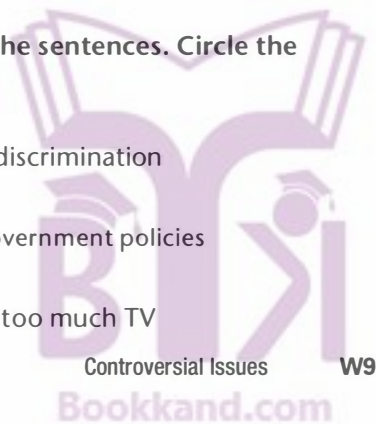 he sentences. Circle the
discrimination
overnment policies
too much TV
Controversial Issues W9
Bookkand.com